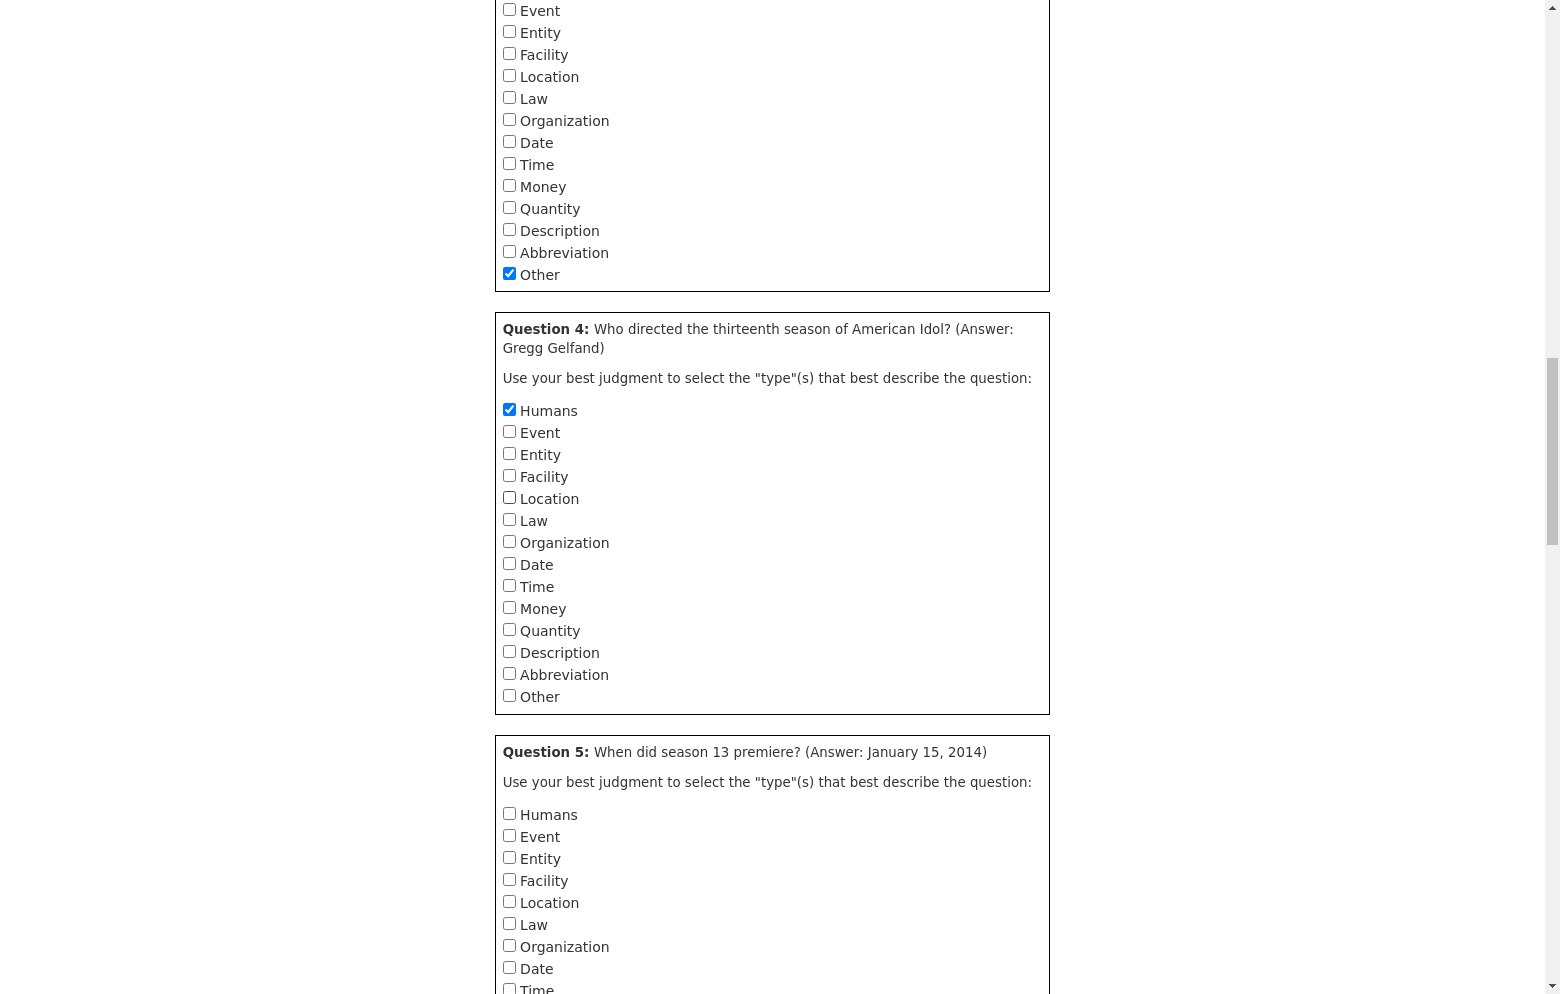 Event
Entity
Facility
Location
Law
Organization
Date
Time
Money
Quantity
Description
Abbreviation
Other
Question 4: Who directed the thirteenth season of American Idol? (Answer:
Gregg Gelfand)
Use your best judgment to select the "type"(s) that best describe the question:
Humans
Event
Entity
Facility
Location
Law
Organization
Date
Time
Money
Quantity
Description
Abbreviation
Other
Question 5: When did season 13 premiere? (Answer: January 15, 2014)
Use your best judgment to select the "type"(s) that best describe the question:
Humans
Event
Entity
Facility
Location
Law
Organization
Date
Time